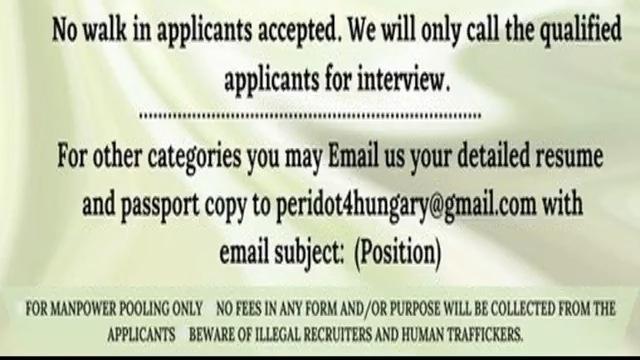 No walk in applicants accepted. We will only call the qualified
applicants for interview.
For other categories you may Email us your detailed resume
and passport copy to peridot4hungary@gmail.com with
email subject: (Position)
FOR MANPOWER POOLING ONLY NO FEES IN ANY FORM AND/OR PURPOSE WILL BE COLLECTED FROM THE
APPLICANTS BEWARE OF ILLEGAL RECRUITERS AND HUMAN TRAFFICKERS.